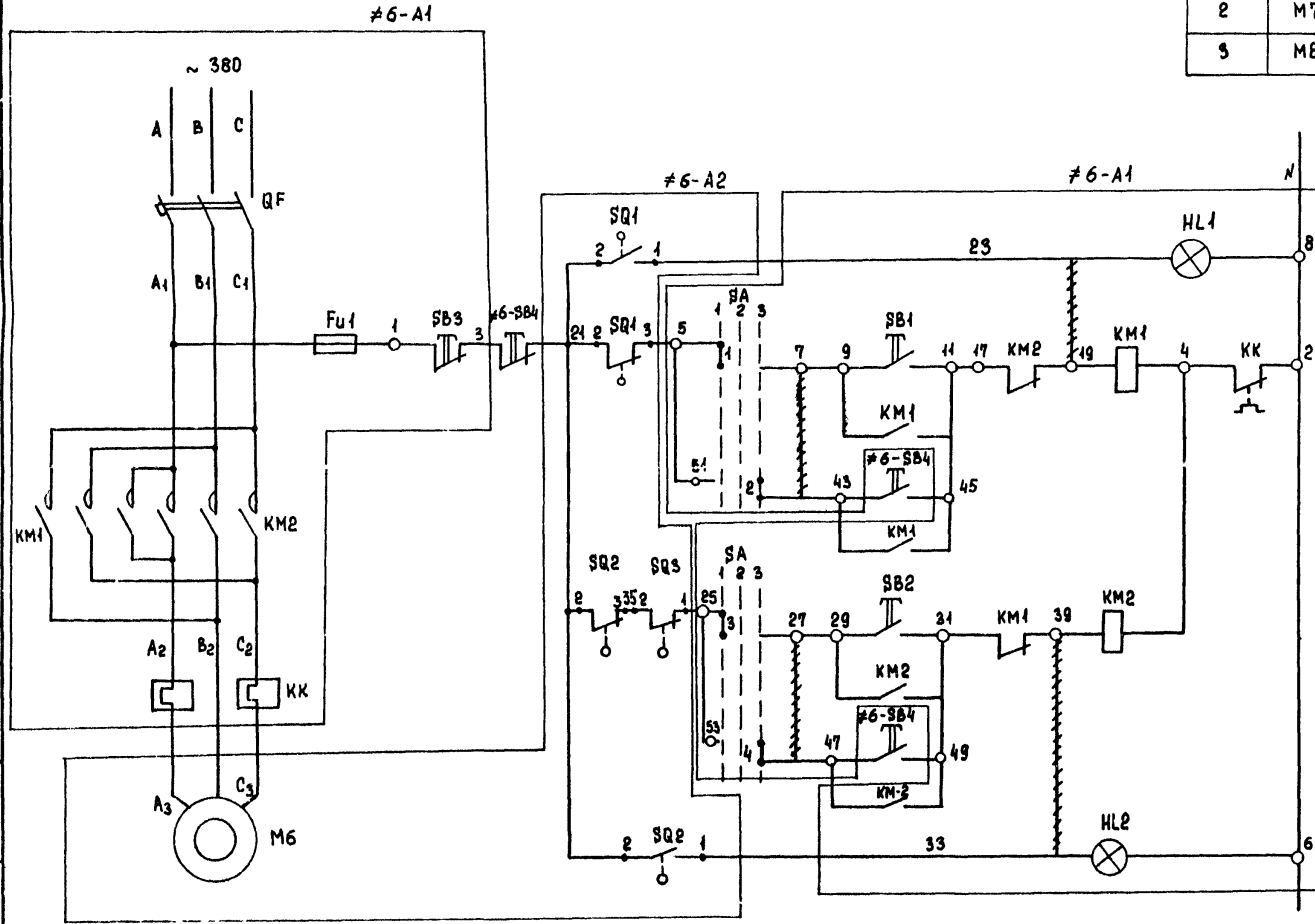 ≠6-A1
2 M7
3
~ 380
A B C
QF
≠6-A2
≠6-A1
N
SQ1
2 1
23
HL1
8
A1 B1 C1
Fu1
1
SB3
3
≠6-SB4
21
2
SQ1
3
5
SA
1 2 3
1
7
9
SB1
11
17
KM2
19
KM1
4
KK
2
KM1
51
2
43
≠6-SB4
45
KM1
KM1
KM2
SQ2
SQ3
2
3
35
2
1
25
SA
1 2 3
3
27
29
SB2
31
KM1
39
KM2
A2 B2 C2
KK
KM2
53
4
47
≠6-SB4
49
KM-2
A3
C3
M6
2
SQ2
1
33
HL2
6